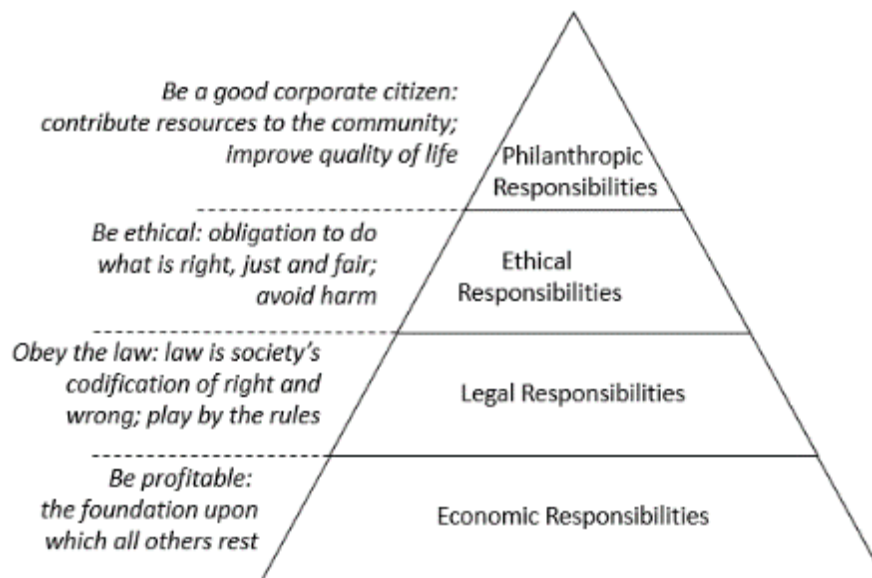 Be a good corporate citizen:
contribute resources to the community;
improve quality of life
Philanthropic
Responsibilities
Be ethical: obligation to do
what is right, just and fair;
avoid harm
Ethical
Responsibilities
Obey the law: law is society's
codification of right and
wrong; play by the rules
Legal Responsibilities
Be profitable:
the foundation upon
which all others rest
Economic Responsibilities